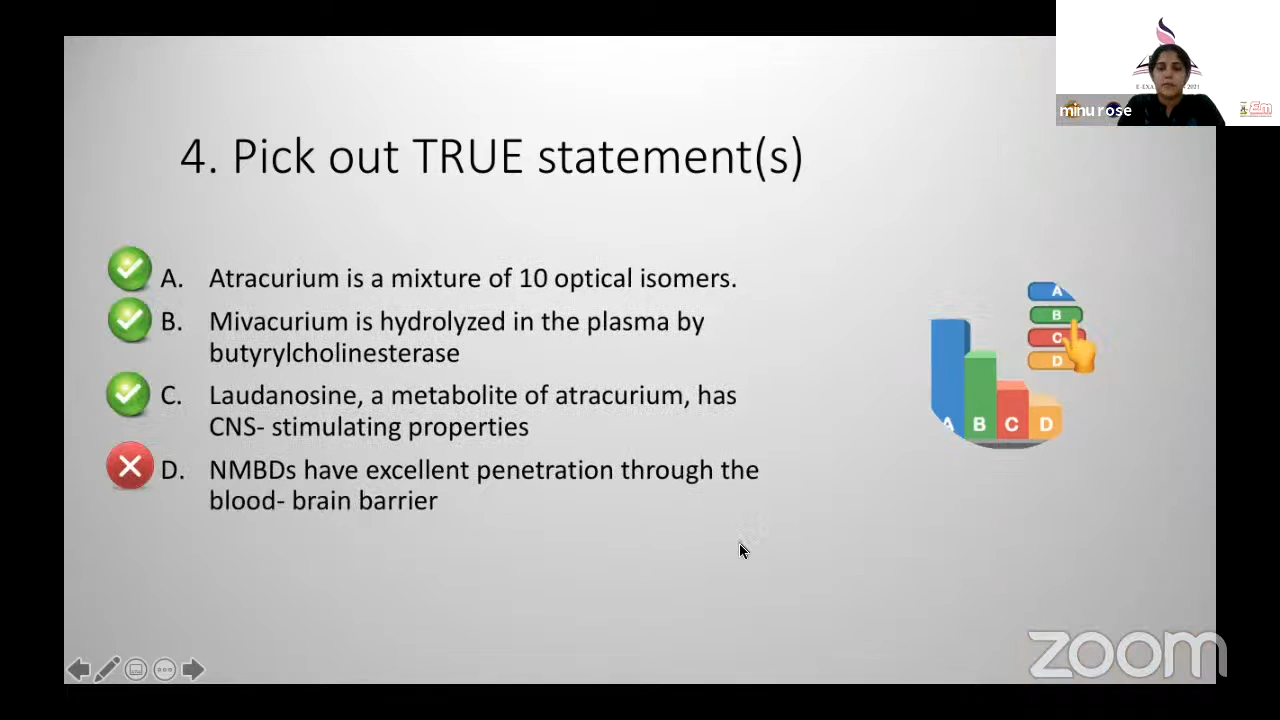 4. Pick out TRUE statement(s)
A. Atracurium is a mixture of 10 optical isomers.
B. Mivacurium is hydrolyzed in the plasma by
butyrylcholinesterase
C. Laudanosine, a metabolite of atracurium, has
CNS- stimulating properties
D. NMBDs have excellent penetration through the
blood- brain barrier
A
B
C
D
A B C D
minu rose
2021
Em
zoom